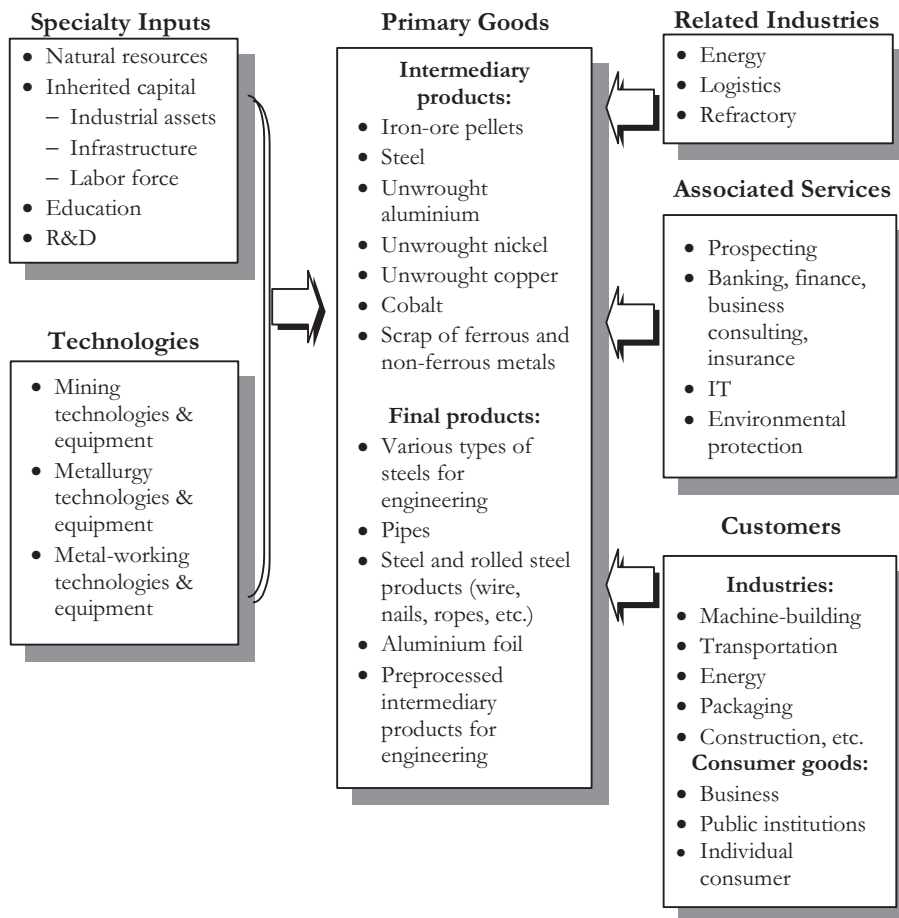 Specialty Inputs
• Natural resources
• Inherited capital
– Industrial assets
– Infrastructure
– Labor force
• Education
• R&D
Technologies
• Mining
technologies &
equipment
• Metallurgy
technologies &
equipment
• Metal-working
technologies &
equipment
Primary Goods
Intermediary
products:
• Iron-ore pellets
• Steel
• Unwrought
aluminium
• Unwrought nickel
• Unwrought copper
• Cobalt
• Scrap of ferrous and
non-ferrous metals
Final products:
• Various types of
steels for
engineering
• Pipes
• Steel and rolled steel
products (wire,
nails, ropes, etc.)
• Aluminium foil
• Preprocessed
intermediary
products for
engineering
Related Industries
• Energy
• Logistics
• Refractory
Associated Services
• Prospecting
• Banking, finance,
business
consulting,
insurance
• IT
• Environmental
protection
Customers
Industries:
• Machine-building
• Transportation
• Energy
• Packaging
• Construction, etc.
Consumer goods:
• Business
• Public institutions
• Individual
consumer